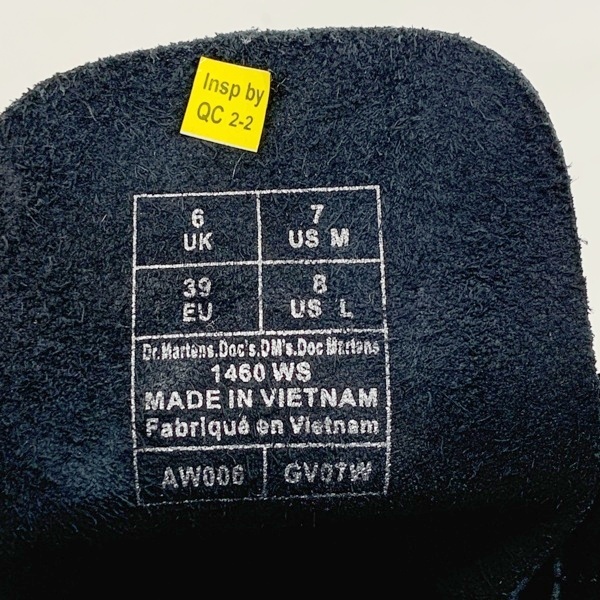 Insp by
QC 2-2
6 7
UK US M
39 8
EU US L
Dr.Martens.Doc's.DM's.Doc Martens
1460 WS
MADE IN VIETNAM
Fabriqué en Vietnam
AW006 GV07W